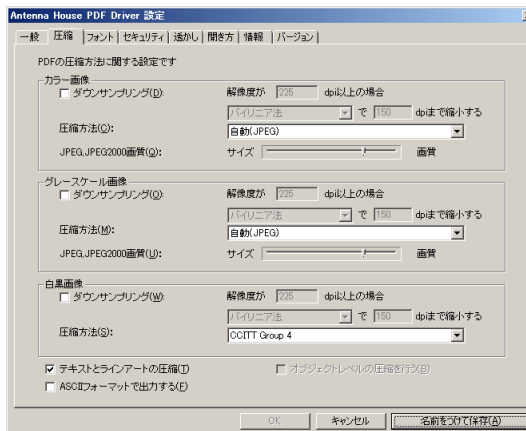 Antenna House PDF Driver 設定
一般 圧縮 フォント セキュリティ 透かし 開き方 情報 バージョン
PDFの圧縮方法に関する設定です
カラー画像
ダウンサンプリング(D): 解像度が 225 dpi以上の場合
バイリニア法 で 150 dpiまで縮小する
圧縮方法(C): 自動(JPEG)
JPEG,JPEG2000画質(Q): サイズ 画質
グレースケール画像
ダウンサンプリング(O): 解像度が 225 dpi以上の場合
バイリニア法 で 150 dpiまで縮小する
圧縮方法(M): 自動(JPEG)
JPEG,JPEG2000画質(U): サイズ 画質
白黒画像
ダウンサンプリング(W): 解像度が 225 dpi以上の場合
バイリニア法 で 150 dpiまで縮小する
圧縮方法(S): CCITT Group 4
テキストとラインアートの圧縮(T) オブジェクトレベルの圧縮を行う(B)
ASCIIフォーマットで出力する(F)
OK キャンセル 名前をつけて保存(A)